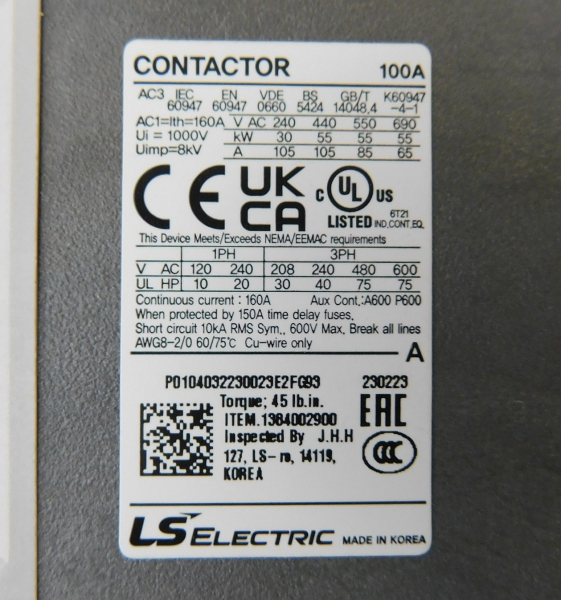 CONTACTOR 100A
AC3 IEC 60947 EN 60947 VDE 0660 BS 5424 GB/T 14048.4 K60947-4-1
AC1=Ith=160A V AC 240 440 550 690
Ui = 1000V kW 30 55 55 55
Uimp=8kV A 105 105 85 65
CE UK CA C UL US
LISTED 6T21 IND.CONT.EQ.
This Device Meets/Exceeds NEMA/EEMAC requirements
1PH 3PH
V AC 120 240 208 240 480 600
UL HP 10 20 30 40 75 75
Continuous current : 160A Aux Cont.:A600 P600
When protected by 150A time delay fuses.
Short circuit 10kA RMS Sym., 600V Max. Break all lines
AWG8-2/0 60/75℃ Cu-wire only
A
P0104032230023E2FG93 230223
Torque; 45 lb.in.
ITEM.1364002900
Inspected By J.H.H
127, LS-ro, 14119,
KOREA
EAC
CCC
LS ELECTRIC MADE IN KOREA